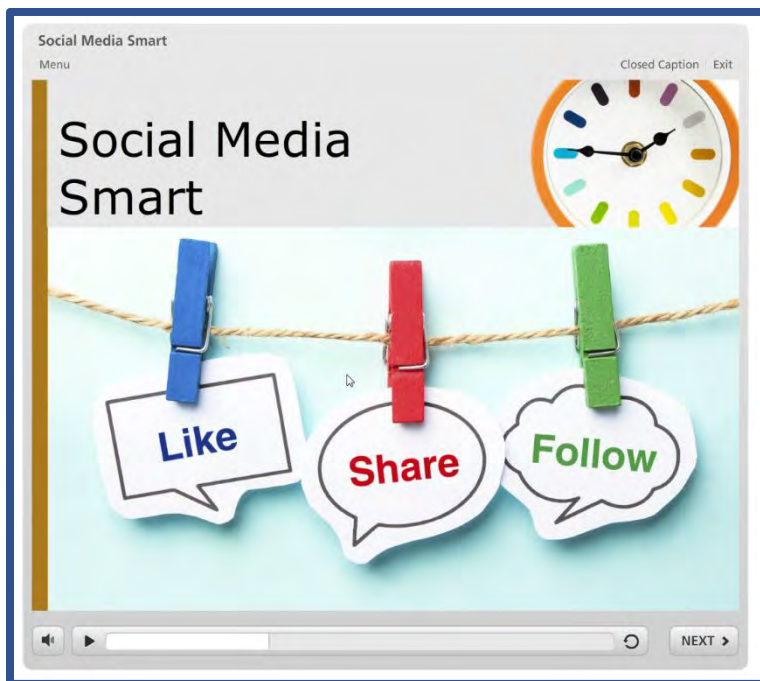 Social Media Smart
Menu
Closed Caption Exit
Social Media
Smart
Like
Share
Follow
NEXT >